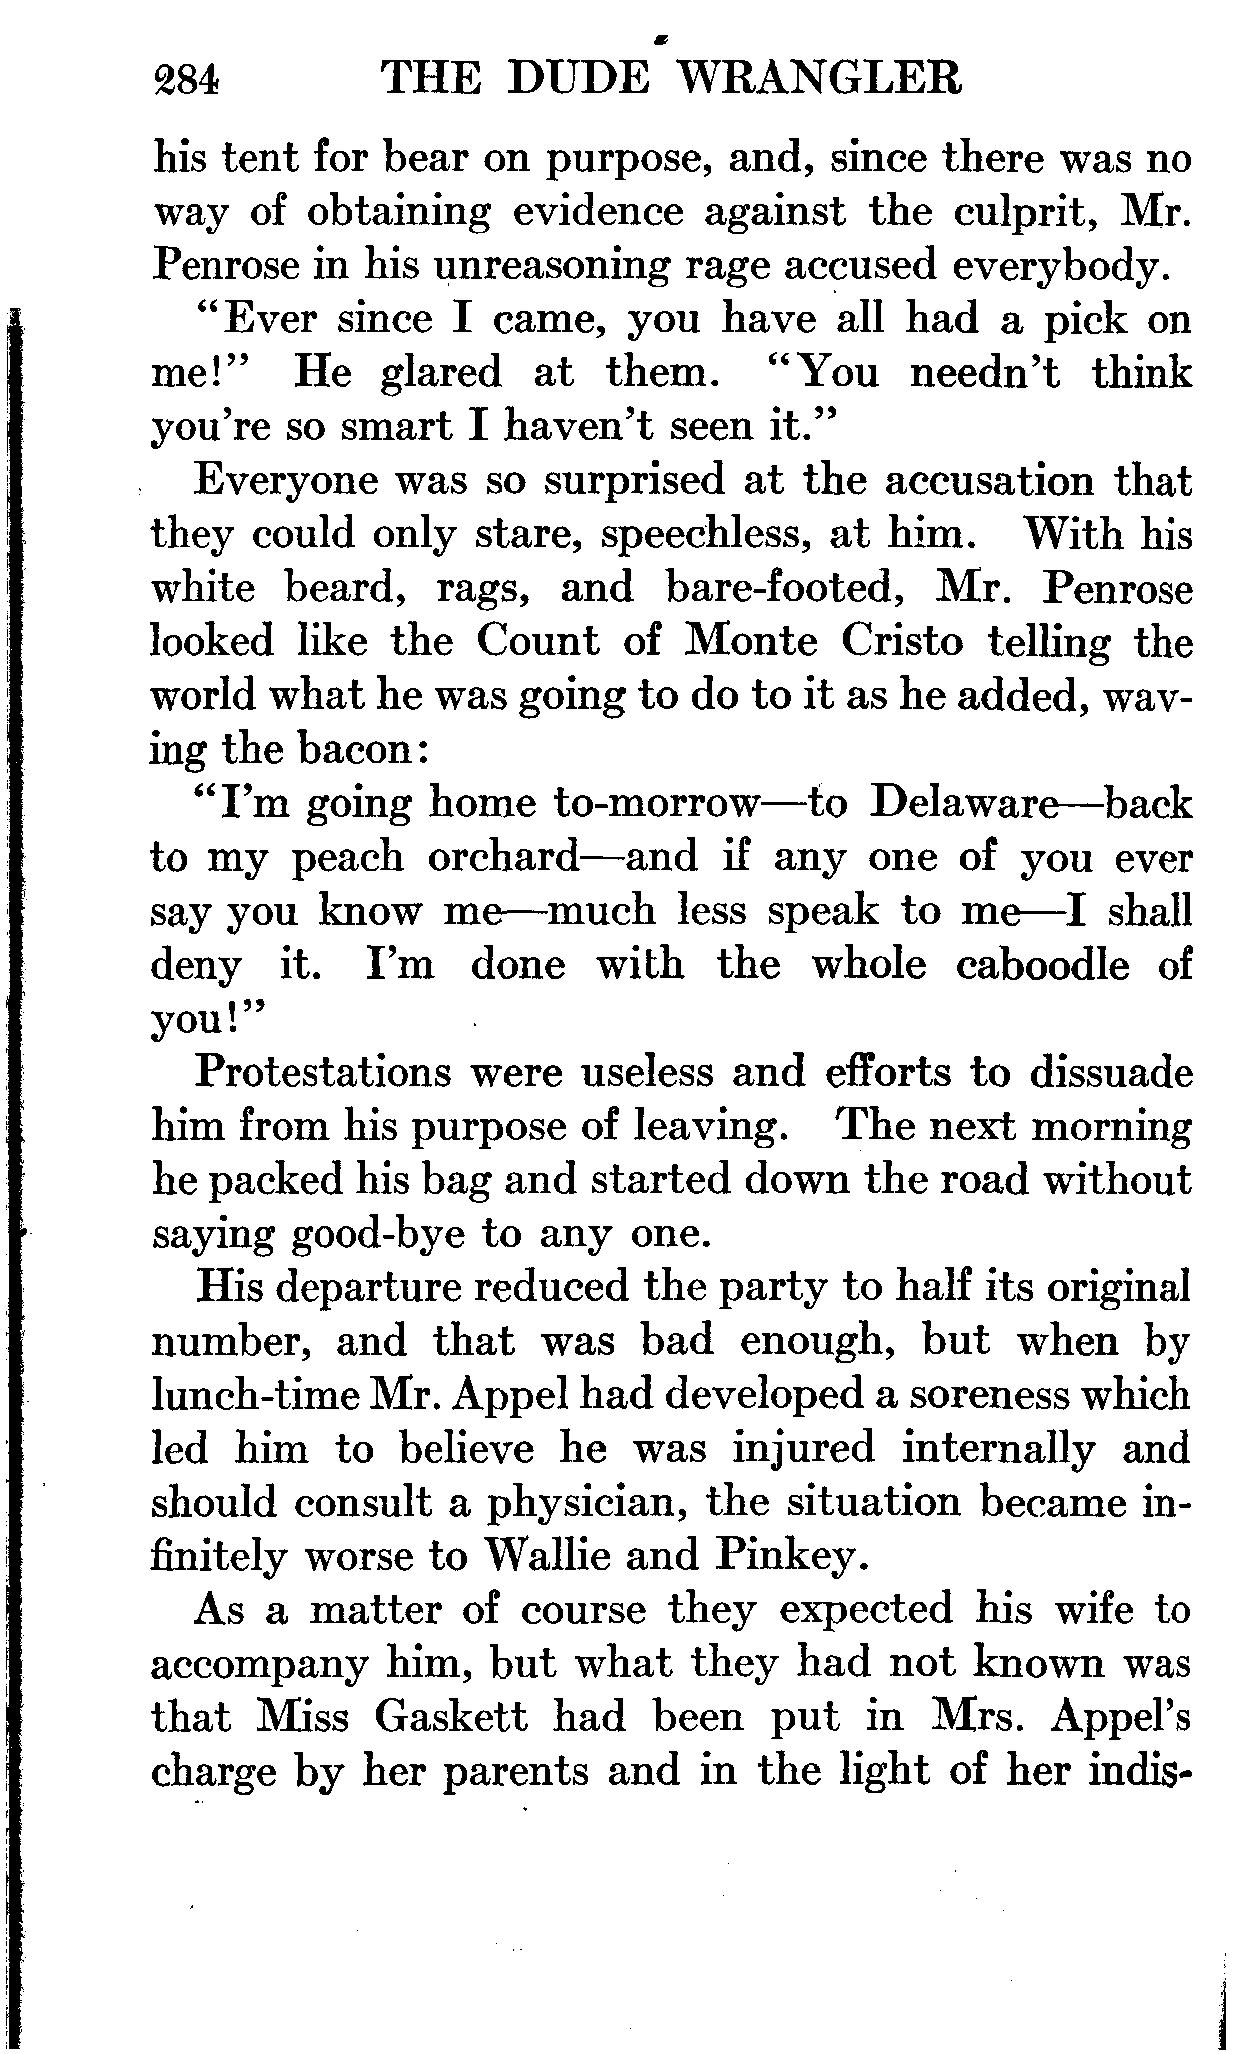 284 THE DUDE WRANGLER
his tent for bear on purpose, and, since there was no
way of obtaining evidence against the culprit, Mr.
Penrose in his unreasoning rage accused everybody.
“Ever since I came, you have all had a pick on
me!” He glared at them. “You needn’t think
you’re so smart I haven’t seen it.”
Everyone was so surprised at the accusation that
they could only stare, speechless, at him. With his
white beard, rags, and bare-footed, Mr. Penrose
looked like the Count of Monte Cristo telling the
world what he was going to do to it as he added, wav-
ing the bacon:
“I’m going home to-morrow—to Delaware—back
to my peach orchard—and if any one of you ever
say you know me—much less speak to me—I shall
deny it. I’m done with the whole caboodle of
you!”
Protestations were useless and efforts to dissuade
him from his purpose of leaving. The next morning
he packed his bag and started down the road without
saying good-bye to any one.
His departure reduced the party to half its original
number, and that was bad enough, but when by
lunch-time Mr. Appel had developed a soreness which
led him to believe he was injured internally and
should consult a physician, the situation became in-
finitely worse to Wallie and Pinkey.
As a matter of course they expected his wife to
accompany him, but what they had not known was
that Miss Gaskett had been put in Mrs. Appel’s
charge by her parents and in the light of her indis-